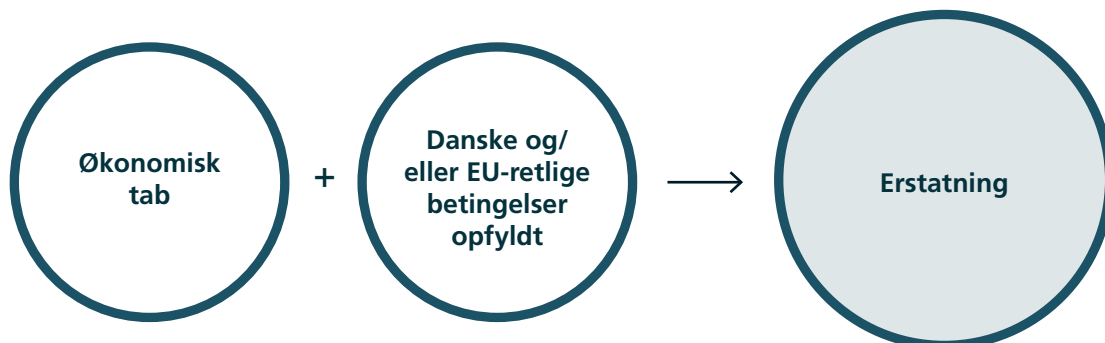 Økonomisk
tab
+
Danske og/
eller EU-retlige
betingelser
opfyldt
Erstatning